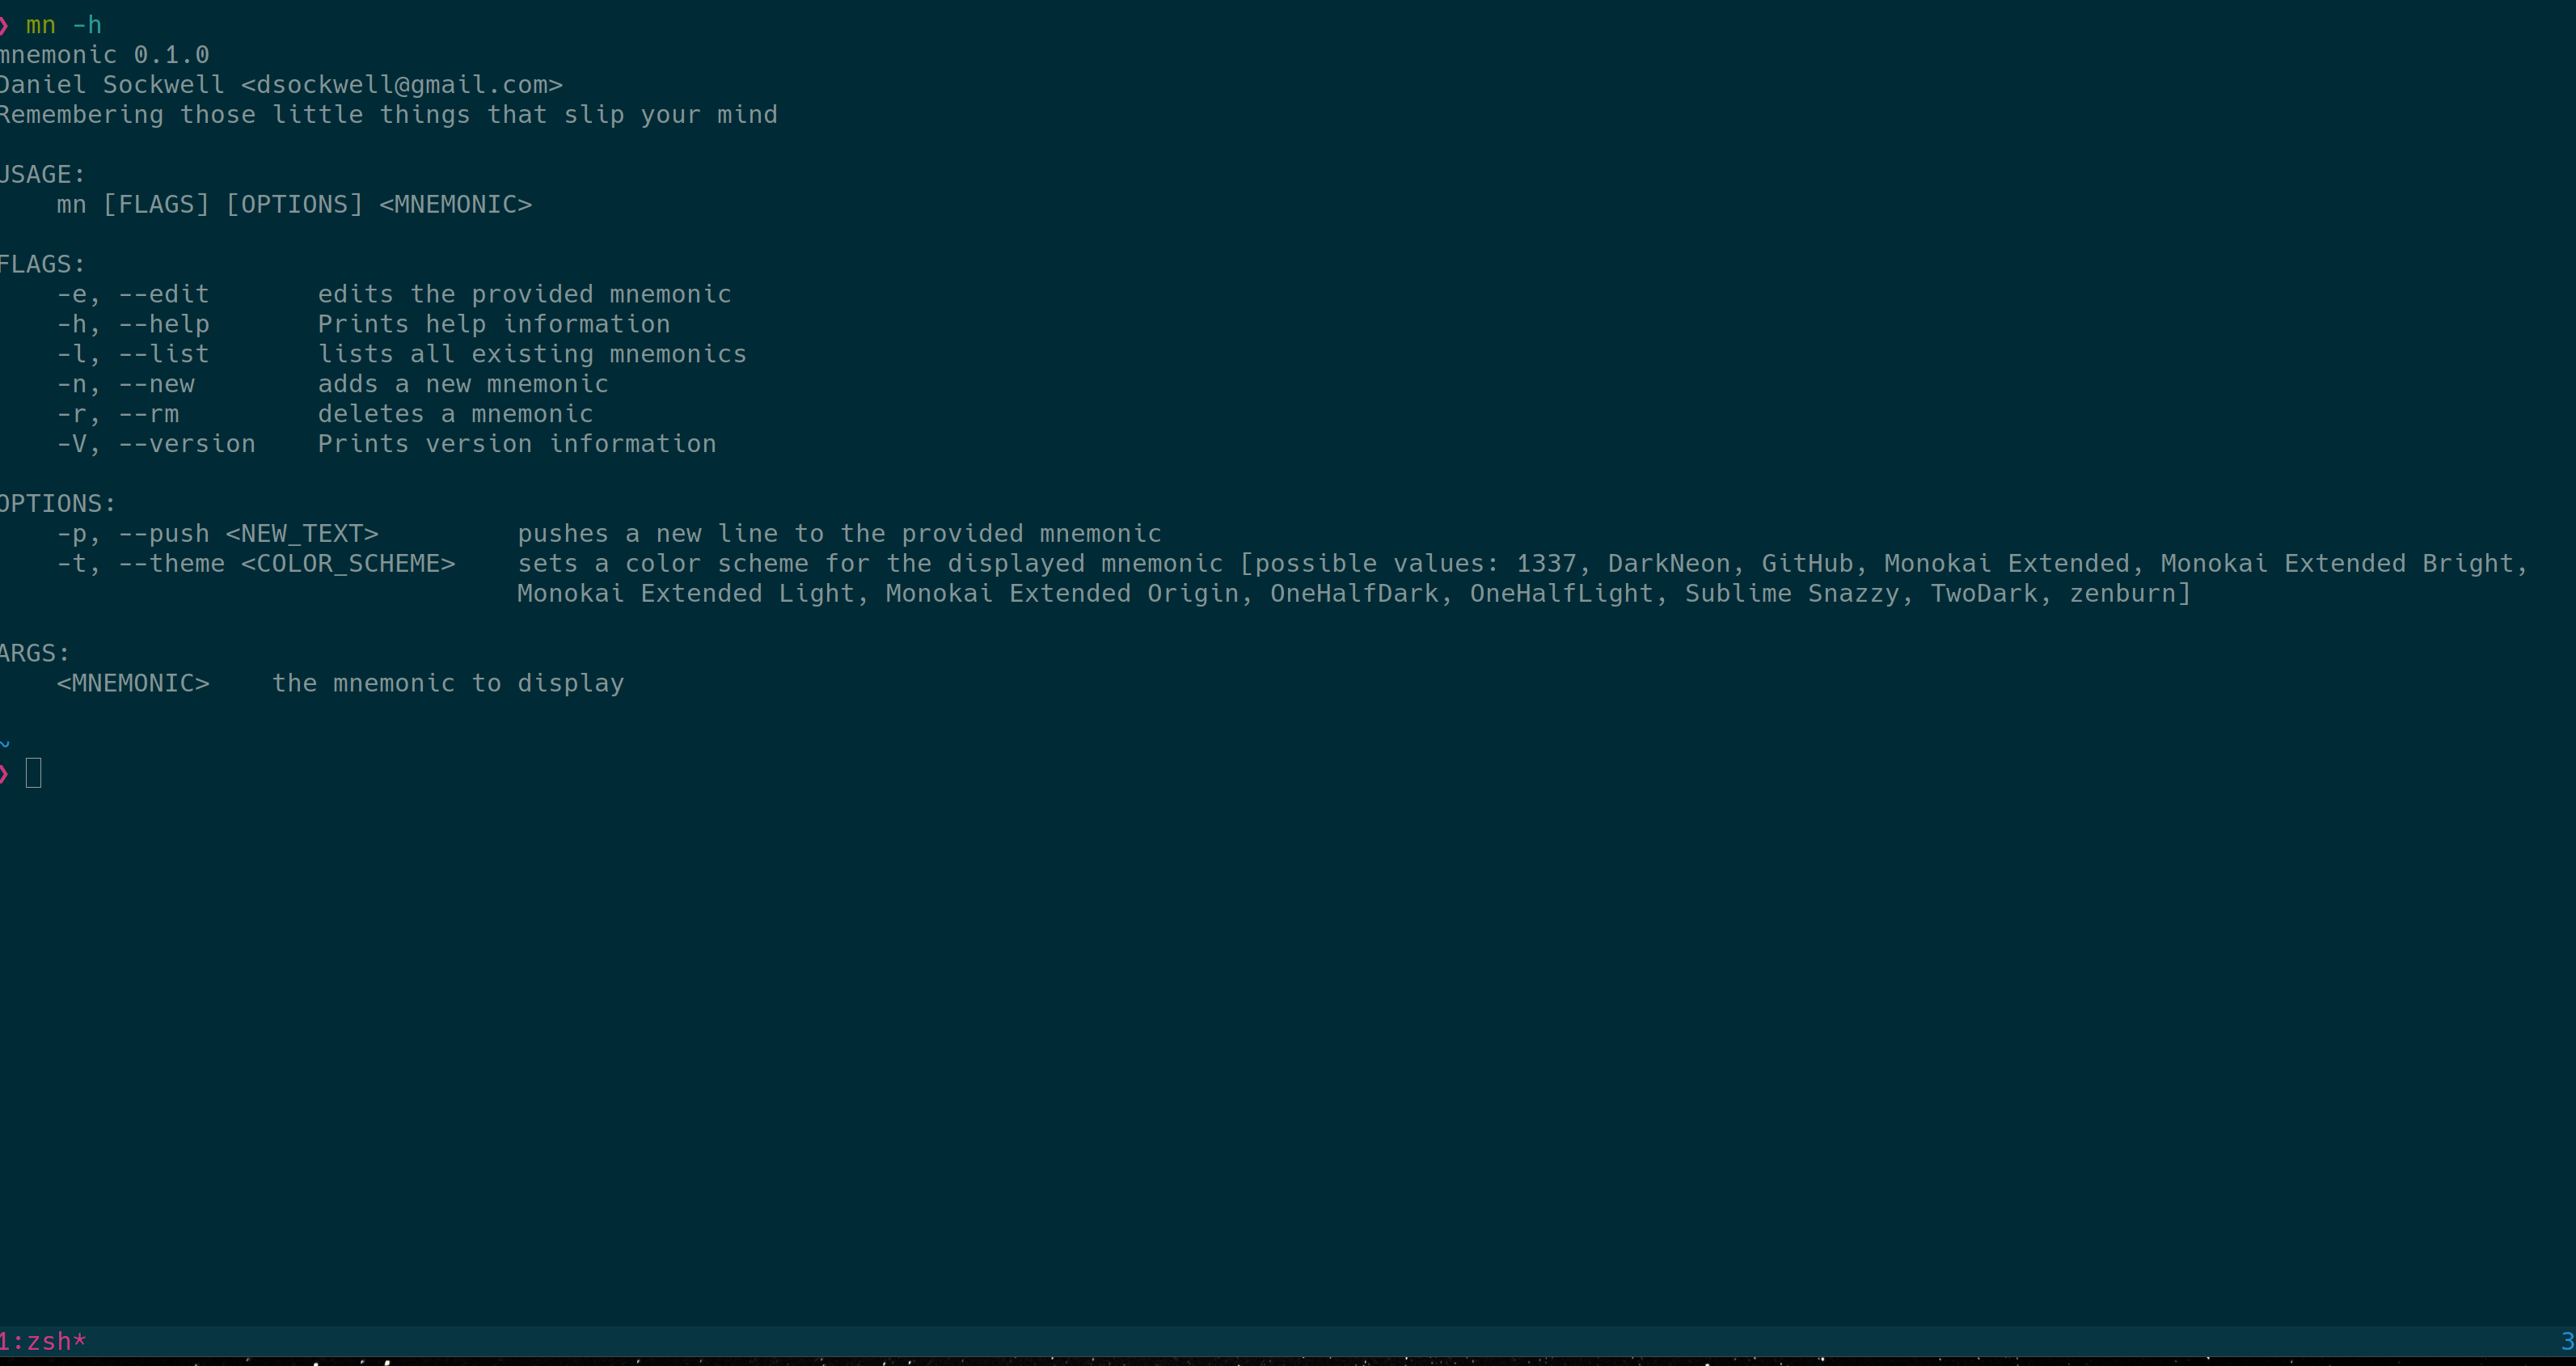 ❯ mn -h
mnemonic 0.1.0
Daniel Sockwell <dsockwell@gmail.com>
Remembering those little things that slip your mind

USAGE:
    mn [FLAGS] [OPTIONS] <MNEMONIC>

FLAGS:
    -e, --edit       edits the provided mnemonic
    -h, --help       Prints help information
    -l, --list       lists all existing mnemonics
    -n, --new        adds a new mnemonic
    -r, --rm         deletes a mnemonic
    -V, --version    Prints version information

OPTIONS:
    -p, --push <NEW_TEXT>         pushes a new line to the provided mnemonic
    -t, --theme <COLOR_SCHEME>    sets a color scheme for the displayed mnemonic [possible values: 1337, DarkNeon, GitHub, Monokai Extended, Monokai Extended Bright,
                                  Monokai Extended Light, Monokai Extended Origin, OneHalfDark, OneHalfLight, Sublime Snazzy, TwoDark, zenburn]

ARGS:
    <MNEMONIC>    the mnemonic to display

~
❯
1:zsh* 3